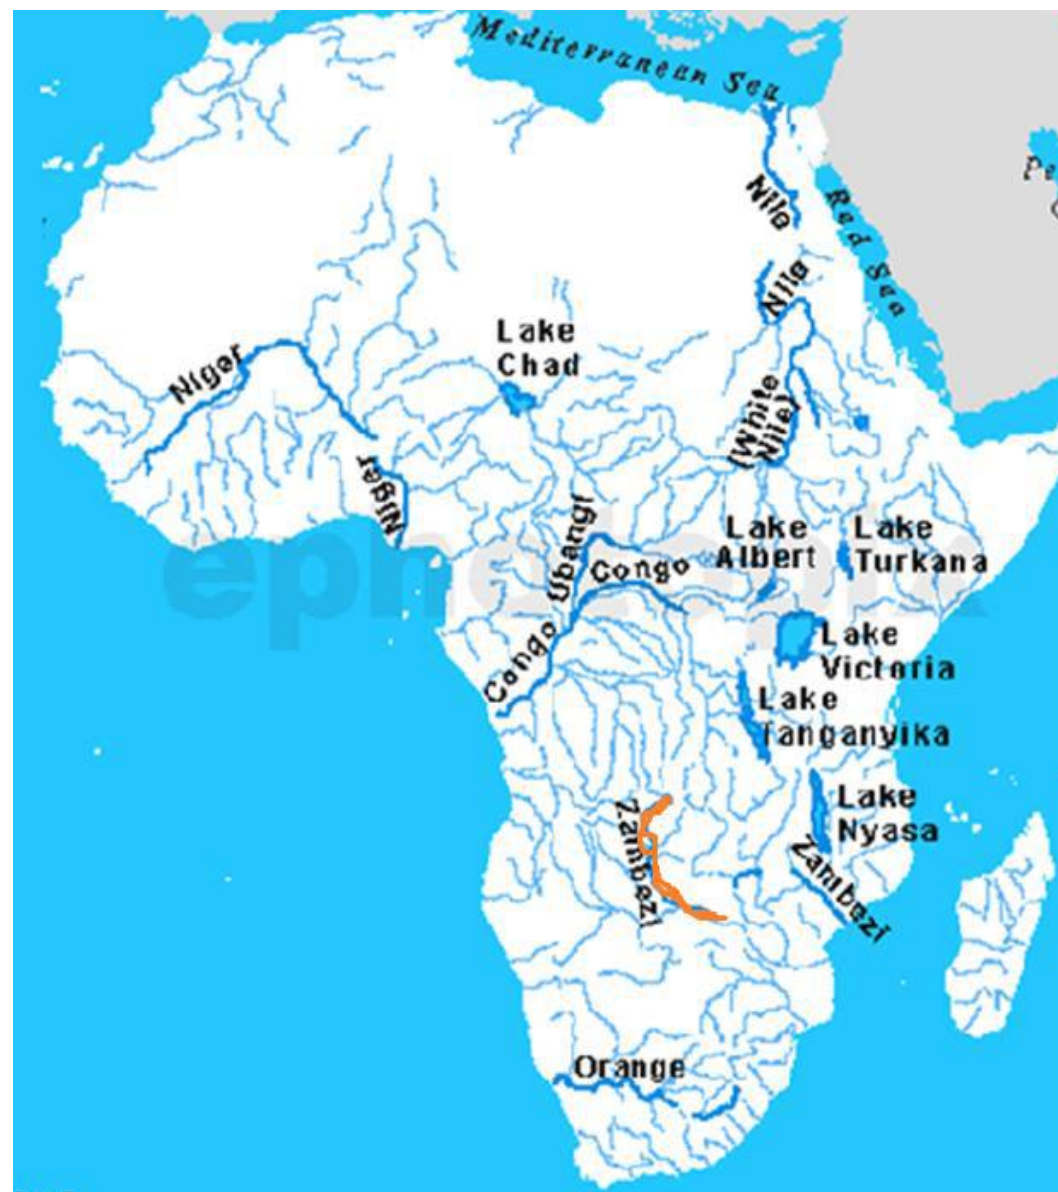 Mediterranean Sea
Pe
Nile
Red Sea
Nile
Lake
Chad
Niger
(White
Nile)
Niger
Ubangi
Lake
Albert
Lake
Turkana
Congo
Congo
Lake
Victoria
Lake
Tanganyika
Lake
Nyasa
Zambezi
Zambezi
Orange